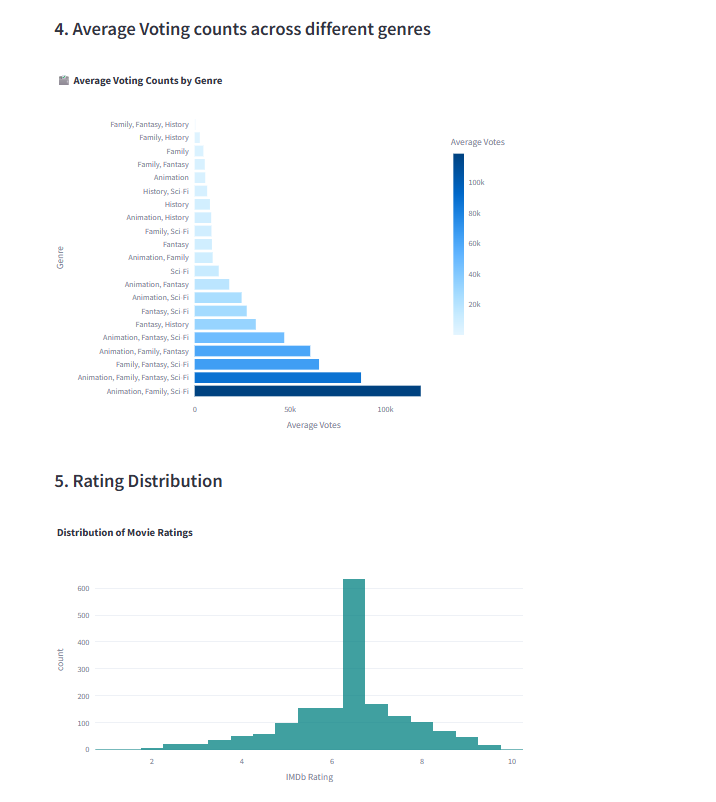 4. Average Voting counts across different genres
Average Voting Counts by Genre
Average Votes
Family, Fantasy, History
Family, History
Family
Family, Fantasy
Animation
History, Sci Fi
History
Animation, History
Family, Sci Fi
Fantasy
Animation, Family
Sci Fi
Animation, Fantasy
Animation, Sci Fi
Fantasy, Sci Fi
Fantasy, History
Animation, Fantasy, Sci Fi
Animation, Family, Fantasy
Family, Fantasy, Sci Fi
Animation, Family, Fantasy, Sci Fi
Animation, Family, Sci Fi
Genre
0 50k 100k
Average Votes
100k
80k
60k
40k
20k
5. Rating Distribution
Distribution of Movie Ratings
600
500
400
300
200
100
0
count
2 4 6 8 10
IMDb Rating